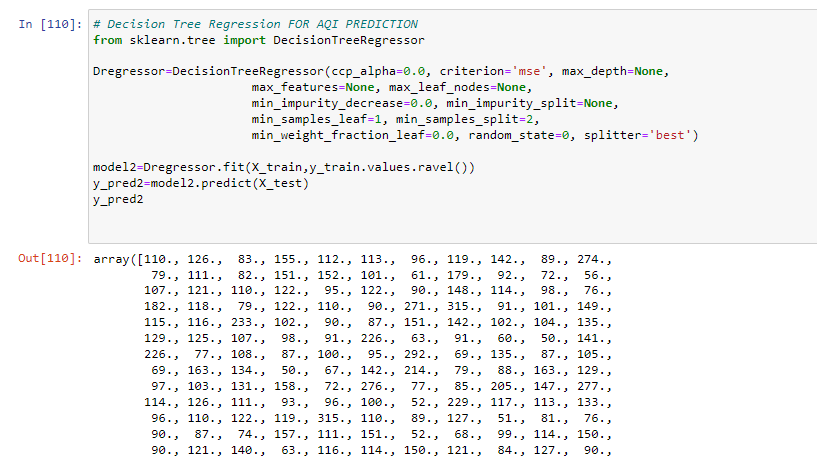 In [110]: # Decision Tree Regression FOR AQI PREDICTION
from sklearn.tree import DecisionTreeRegressor
Dregressor=DecisionTreeRegressor(ccp_alpha=0.0, criterion='mse', max_depth=None,
max_features=None, max_leaf_nodes=None,
min_impurity_decrease=0.0, min_impurity_split=None,
min_samples_leaf=1, min_samples_split=2,
min_weight_fraction_leaf=0.0, random_state=0, splitter='best')
model2=Dregressor.fit(X_train,y_train.values.ravel())
y_pred2=model2.predict(X_test)
y_pred2
Out[110]: array([110., 126., 83., 155., 112., 113., 96., 119., 142., 89., 274.,
79., 111., 82., 151., 152., 101., 61., 179., 92., 72., 56.,
107., 121., 110., 122., 95., 122., 90., 148., 114., 98., 76.,
182., 118., 79., 122., 110., 90., 271., 315., 91., 101., 149.,
115., 116., 233., 102., 90., 87., 151., 142., 102., 104., 135.,
129., 125., 107., 98., 91., 226., 63., 91., 60., 50., 141.,
226., 77., 108., 87., 100., 95., 292., 69., 135., 87., 105.,
69., 163., 134., 50., 67., 142., 214., 79., 88., 163., 129.,
97., 103., 131., 158., 72., 276., 77., 85., 205., 147., 277.,
114., 126., 111., 93., 96., 100., 52., 229., 117., 113., 133.,
96., 110., 122., 119., 315., 110., 89., 127., 51., 81., 76.,
90., 87., 74., 157., 111., 151., 52., 68., 99., 114., 150.,
90., 121., 140., 63., 116., 114., 150., 121., 84., 127., 90.,